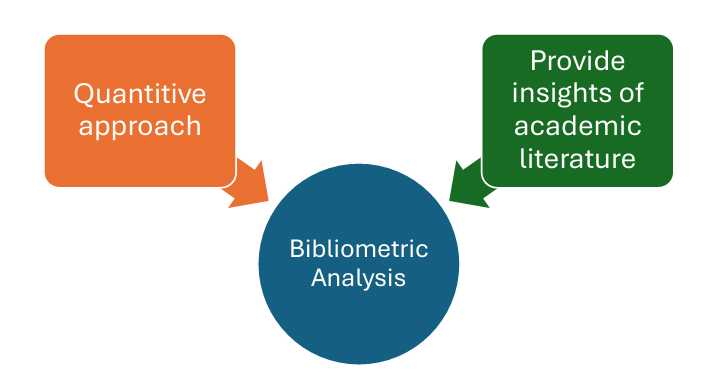 Quantitive
approach
Provide
insights of
academic
literature
Bibliometric
Analysis